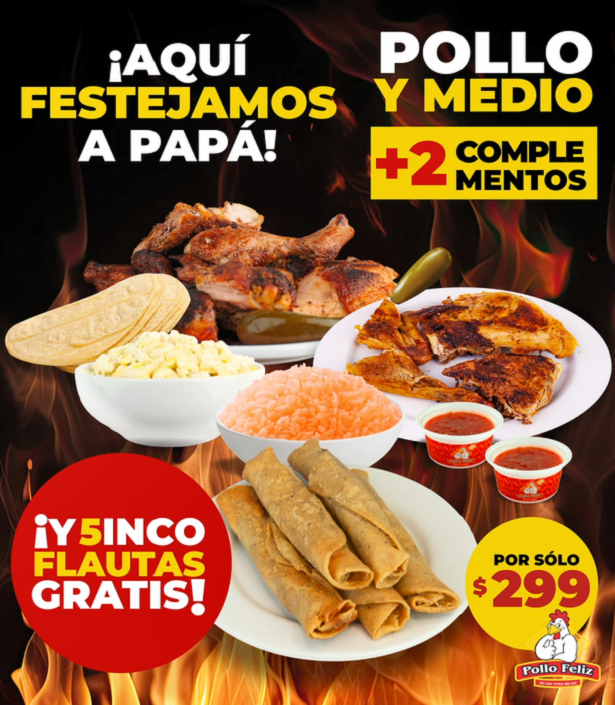 ¡AQUÍ
FESTEJAMOS
A PAPÁ!
POLLO
Y MEDIO
+2 COMPLE
MENTOS
¡Y 5INCO
FLAUTAS
GRATIS!
POR SÓLO
$299
Pollo Feliz